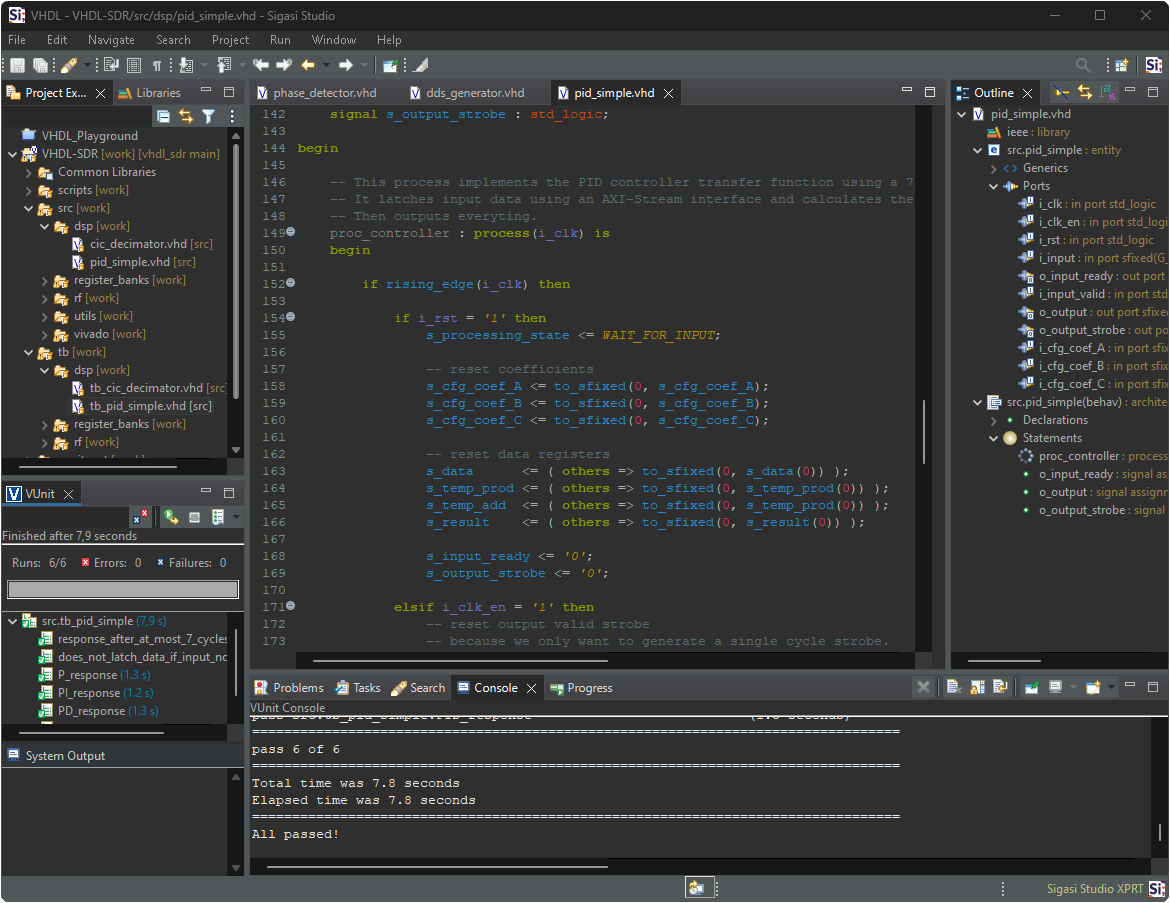 Si VHDL - VHDL-SDR/src/dsp/pid_simple.vhd - Sigasi Studio
File Edit Navigate Search Project Run Window Help
Project Ex...
Libraries
VHDL_Playground
VHDL-SDR [work] [vhdl_sdr main]
Common Libraries
scripts [work]
src [work]
dsp [work]
cic_decimator.vhd [src]
pid_simple.vhd [src]
register_banks [work]
rf [work]
utils [work]
vivado [work]
tb [work]
dsp [work]
tb_cic_decimator.vhd [src]
tb_pid_simple.vhd [src]
register_banks [work]
rf [work]
VUnit
Finished after 7,9 seconds
Runs: 6/6 Errors: 0 Failures: 0
src.tb_pid_simple (7,9 s)
response_after_at_most_7_cycles
does_not_latch_data_if_input_nc
P_response (1.3 s)
PI_response (1.2 s)
PD_response (1.3 s)
System Output
phase_detector.vhd dds_generator.vhd pid_simple.vhd
142 signal s_output_strobe : std_logic;
143
144 begin
145
146 -- This process implements the PID controller transfer function using a 7
147 -- It latches input data using an AXI-Stream interface and calculates the
148 -- Then outputs everyting.
149 proc_controller : process(i_clk) is
150 begin
151
152 if rising_edge(i_clk) then
153
154 if i_rst = '1' then
155 s_processing_state <= WAIT_FOR_INPUT;
156
157 -- reset coefficients
158 s_cfg_coef_A <= to_sfixed(0, s_cfg_coef_A);
159 s_cfg_coef_B <= to_sfixed(0, s_cfg_coef_B);
160 s_cfg_coef_C <= to_sfixed(0, s_cfg_coef_C);
161
162 -- reset data registers
163 s_data <= ( others => to_sfixed(0, s_data(0)) );
164 s_temp_prod <= ( others => to_sfixed(0, s_temp_prod(0)) );
165 s_temp_add <= ( others => to_sfixed(0, s_temp_prod(0)) );
166 s_result <= ( others => to_sfixed(0, s_result(0)) );
167
168 s_input_ready <= '0';
169 s_output_strobe <= '0';
170
171 elsif i_clk_en = '1' then
172 -- reset output valid strobe
173 -- because we only want to generate a single cycle strobe.
Outline
pid_simple.vhd
ieee : library
src.pid_simple : entity
Generics
Ports
i_clk : in port std_logic
i_clk_en : in port std_logi
i_rst : in port std_logic
i_input : in port sfixed(G_
o_input_ready : out port
i_input_valid : in port std
o_output : out port sfixe
o_output_strobe : out po
i_cfg_coef_A : in port sfix
i_cfg_coef_B : in port sfix
i_cfg_coef_C : in port sfix
src.pid_simple(behav) : archite
Declarations
Statements
proc_controller : process
o_input_ready : signal as
o_output : signal assignr
o_output_strobe : signal
Problems Tasks Search Console Progress
VUnit Console
================================================================================
pass 6 of 6
================================================================================
Total time was 7.8 seconds
Elapsed time was 7.8 seconds
================================================================================
All passed!
Sigasi Studio XPRT Si